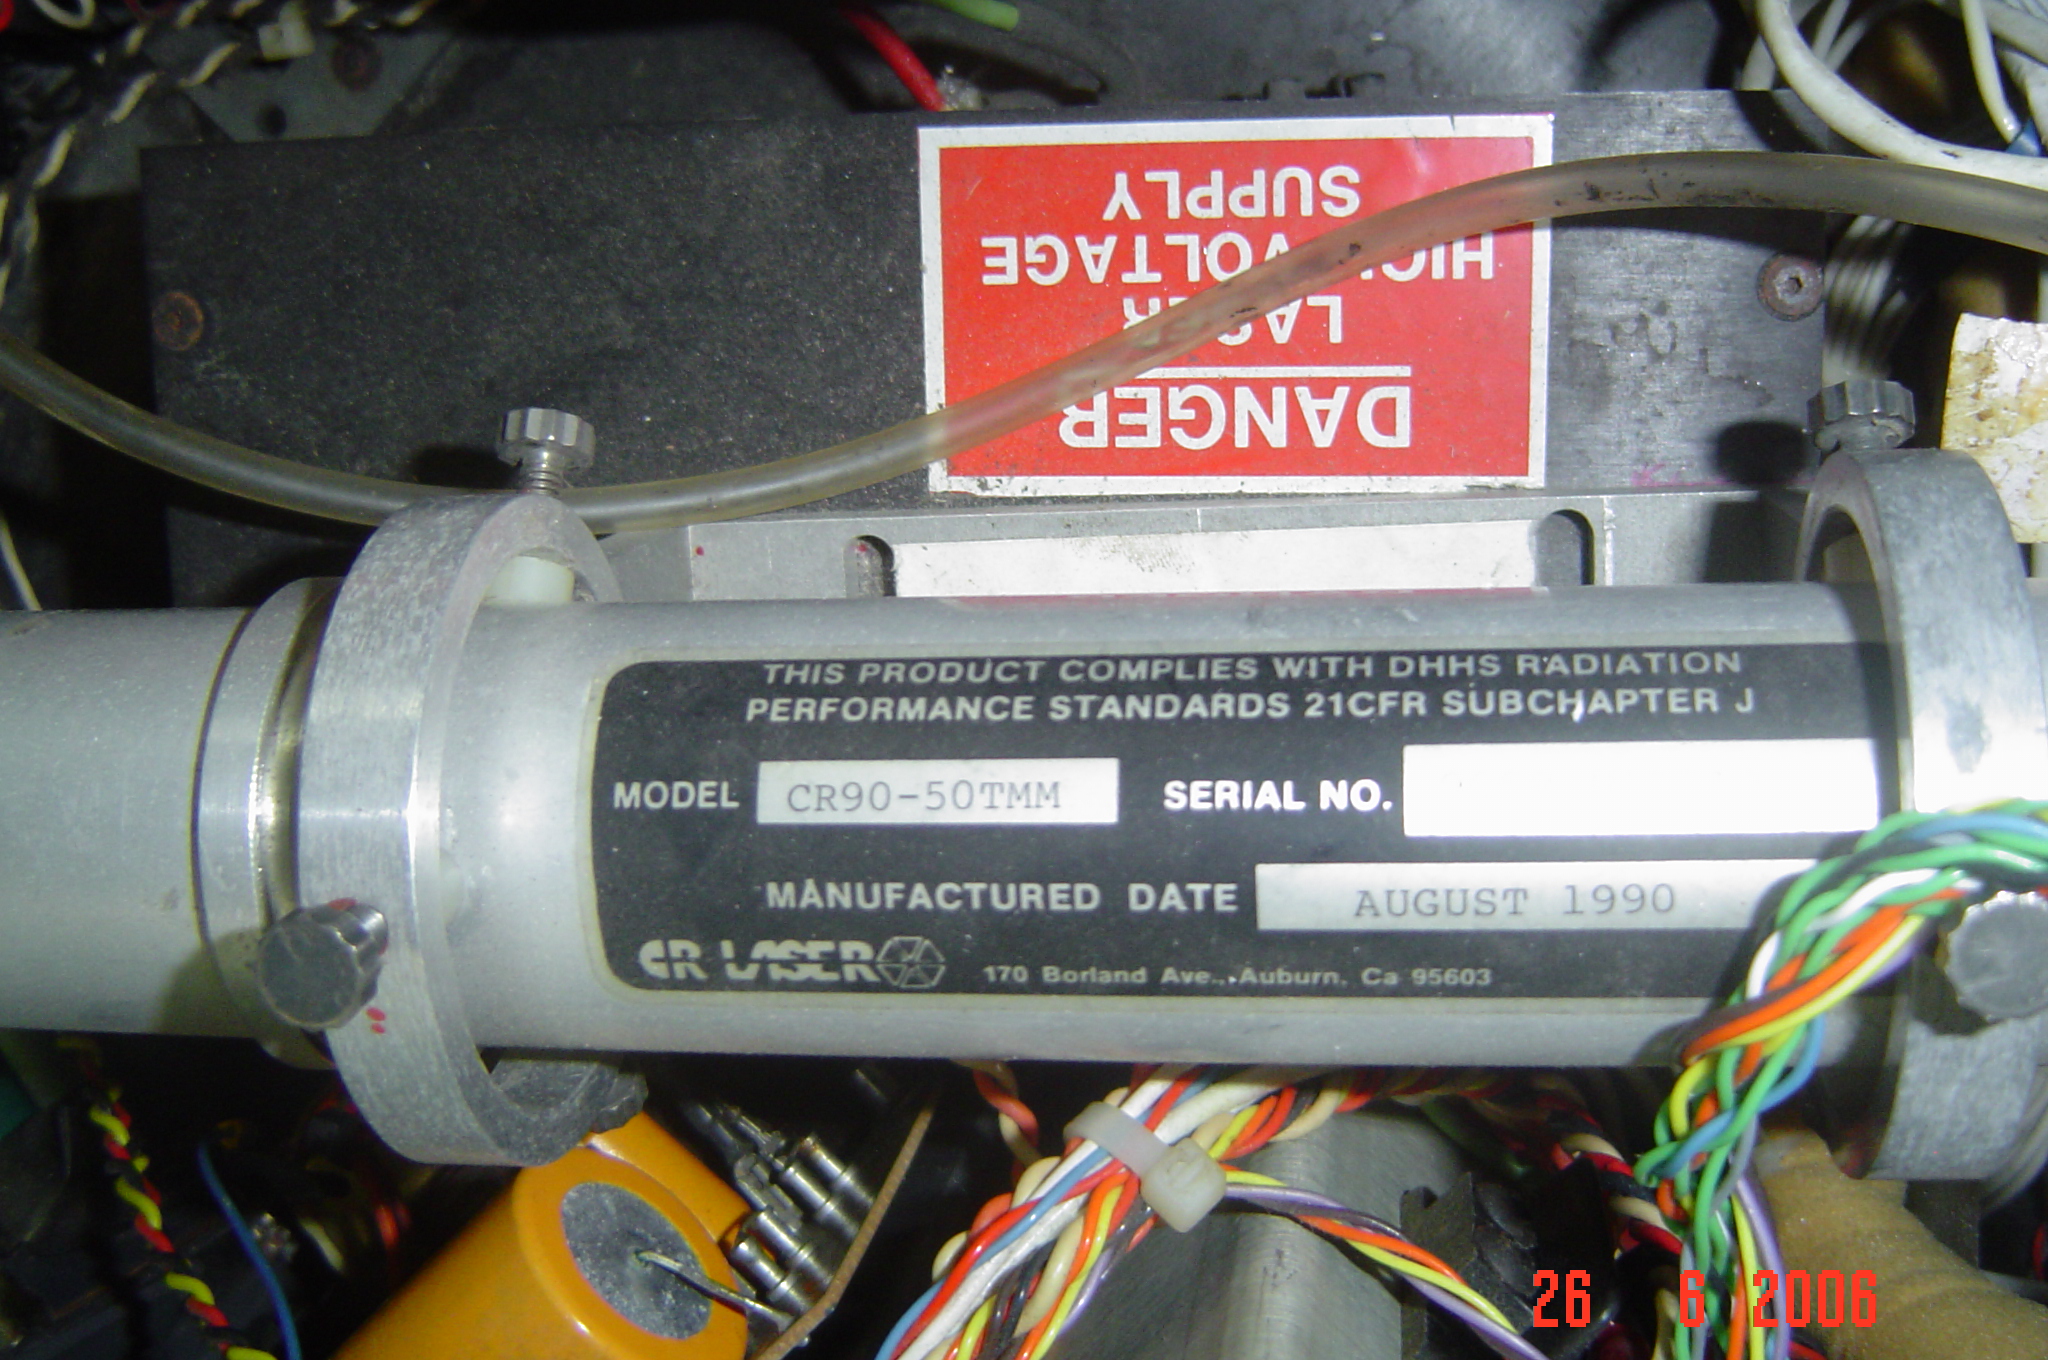 DANGER
LASER
HIGH VOLTAGE
SUPPLY
THIS PRODUCT COMPLIES WITH DHHS RADIATION
PERFORMANCE STANDARDS 21CFR SUBCHAPTER J
MODEL CR90-50TMM SERIAL NO.
MANUFACTURED DATE AUGUST 1990
CR LASER 170 Borland Ave., Auburn, Ca 95603
26 6 2006